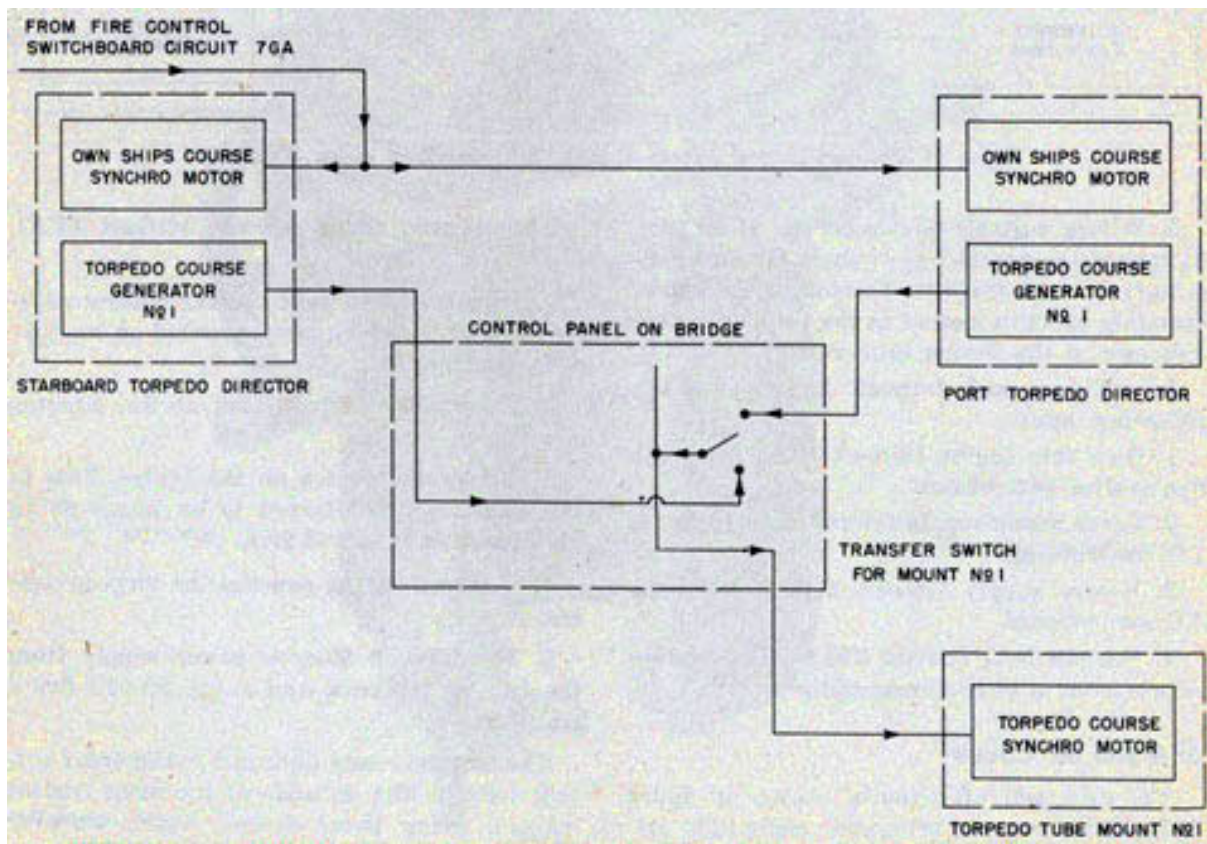 FROM FIRE CONTROL
SWITCHBOARD CIRCUIT 7GA
OWN SHIPS COURSE
SYNCHRO MOTOR
OWN SHIPS COURSE
SYNCHRO MOTOR
TORPEDO COURSE
GENERATOR
№1
TORPEDO COURSE
GENERATOR
№ 1
CONTROL PANEL ON BRIDGE
STARBOARD TORPEDO DIRECTOR
PORT TORPEDO DIRECTOR
TRANSFER SWITCH
FOR MOUNT №1
TORPEDO COURSE
SYNCHRO MOTOR
TORPEDO TUBE MOUNT №1